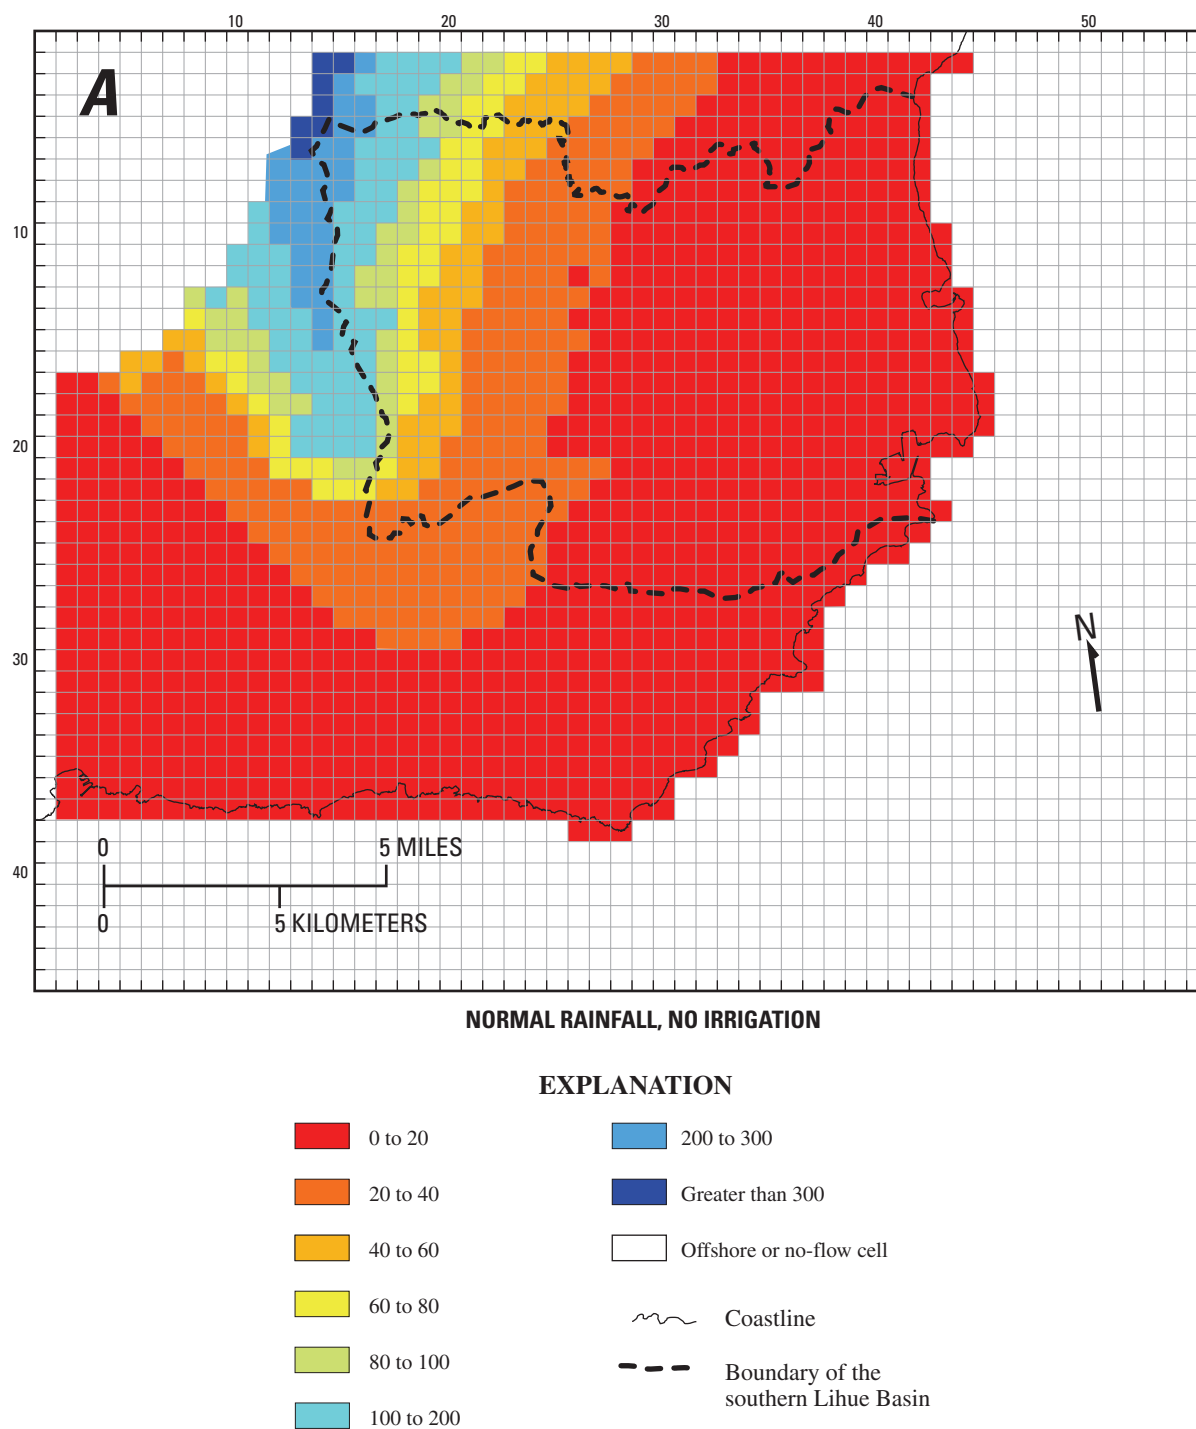 10 20 30 40 50
A
10
20
N
30
0 5 MILES
40
0 5 KILOMETERS
NORMAL RAINFALL, NO IRRIGATION
EXPLANATION
0 to 20
20 to 40
40 to 60
60 to 80
80 to 100
100 to 200
200 to 300
Greater than 300
Offshore or no-flow cell
Coastline
Boundary of the
southern Lihue Basin